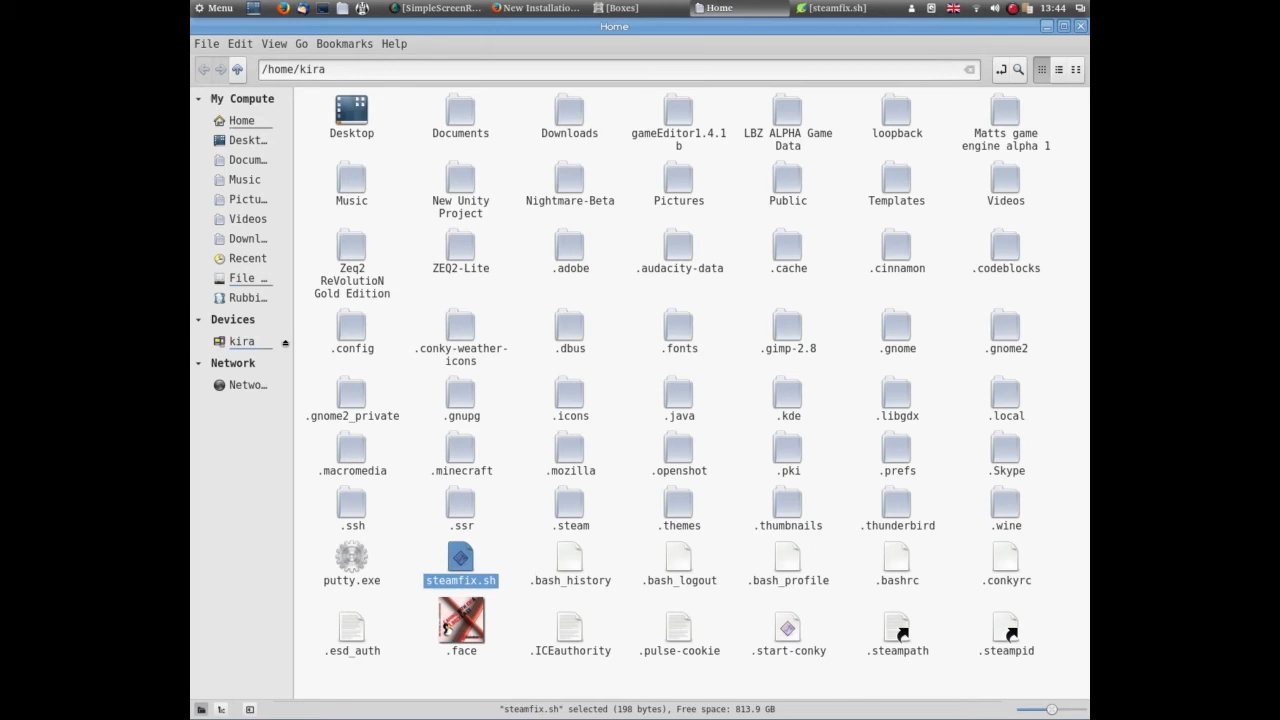 Menu [SimpleScreenR... New Installatio... [Boxes] Home [steamfix.sh] 13:44
Home
File Edit View Go Bookmarks Help
/home/kira
My Compute
Home
Deskt...
Docum...
Music
Pictu...
Videos
Downl...
Recent
File ...
Rubbi...
Devices
kira
Network
Netwo...
Desktop Documents Downloads gameEditor1.4.1 LBZ ALPHA Game loopback Matts game
b Data engine alpha 1
Music New Unity Nightmare-Beta Pictures Public Templates Videos
Project
Zeq2 ZEQ2-Lite .adobe .audacity-data .cache .cinnamon .codeblocks
ReVolutioN
Gold Edition
.config .conky-weather- .dbus .fonts .gimp-2.8 .gnome .gnome2
icons
.gnome2_private .gnupg .icons .java .kde .libgdx .local
.macromedia .minecraft .mozilla .openshot .pki .prefs .Skype
.ssh .ssr .steam .themes .thumbnails .thunderbird .wine
putty.exe steamfix.sh .bash_history .bash_logout .bash_profile .bashrc .conkyrc
.esd_auth .face .ICEauthority .pulse-cookie .start-conky .steampath .steampid
"steamfix.sh" selected (198 bytes), Free space: 813.9 GB